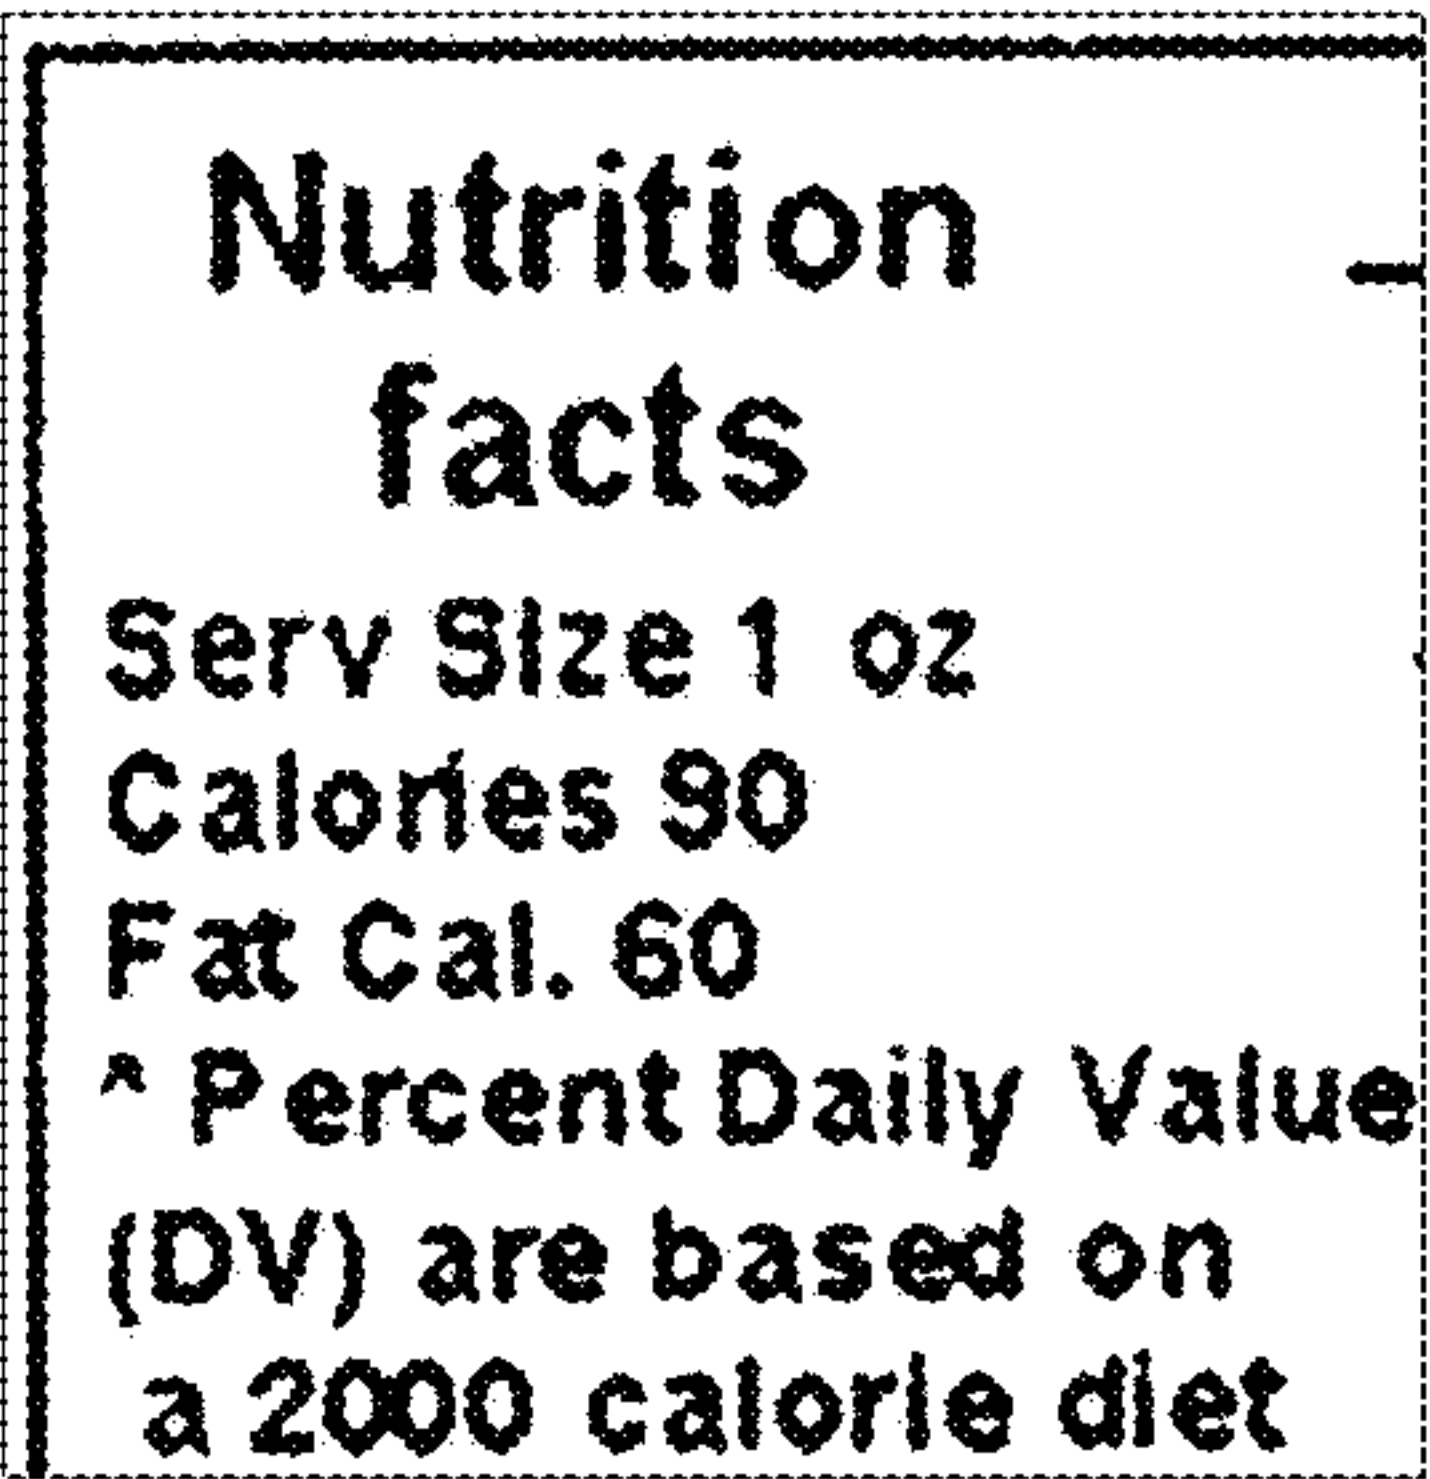 Nutrition
facts
Serv Size 1 oz
Calories 90
Fat Cal. 60
^ Percent Daily Value
(DV) are based on
a 2000 calorie diet